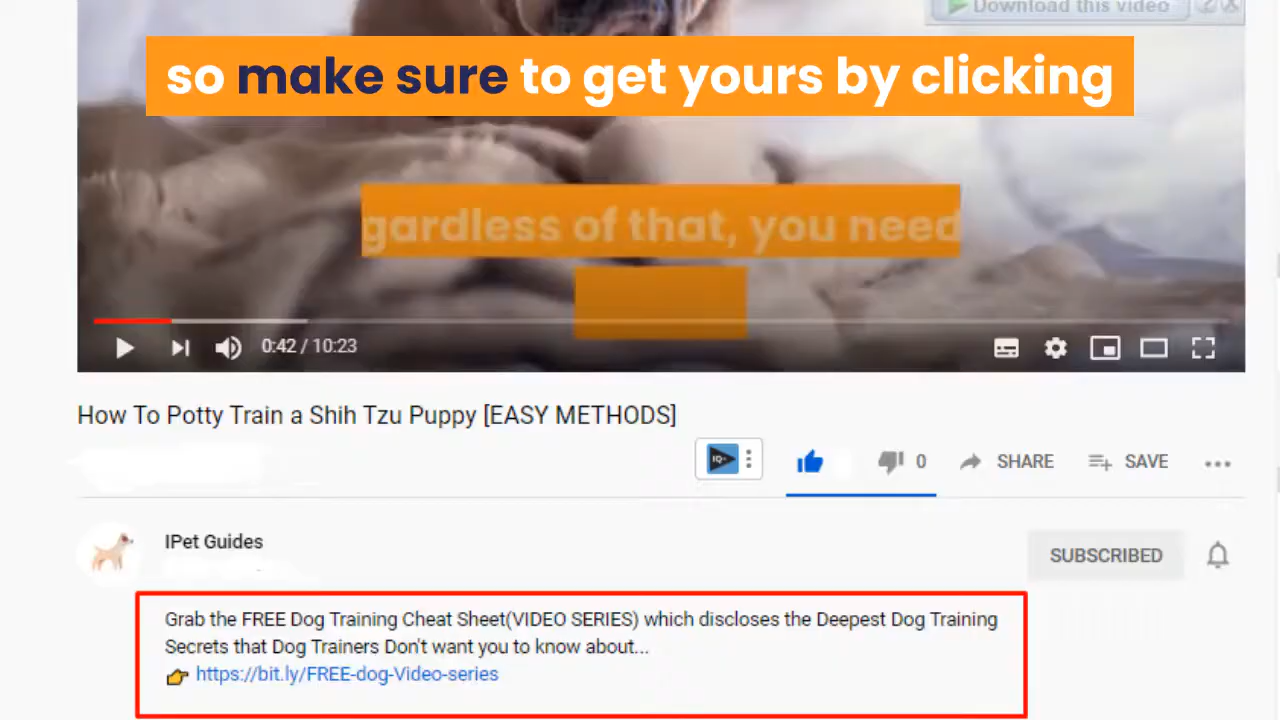 Download this video
so make sure to get yours by clicking
gardless of that, you need
0:42 / 10:23
How To Potty Train a Shih Tzu Puppy [EASY METHODS]
IQ
0
SHARE
SAVE
IPet Guides
SUBSCRIBED
Grab the FREE Dog Training Cheat Sheet(VIDEO SERIES) which discloses the Deepest Dog Training
Secrets that Dog Trainers Don't want you to know about...
https://bit.ly/FREE-dog-Video-series